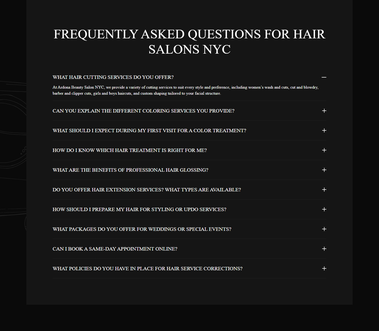 FREQUENTLY ASKED QUESTIONS FOR HAIR
SALONS NYC
WHAT HAIR CUTTING SERVICES DO YOU OFFER?
At Arduna Beauty Salon NYC, we provide a variety of cutting services to suit every style and preference, including women's wash and cuts, cut and blowdry,
barber and clipper cuts, girls and boys haircuts, and custom shaping tailored to your facial structure.
CAN YOU EXPLAIN THE DIFFERENT COLORING SERVICES YOU PROVIDE?
WHAT SHOULD I EXPECT DURING MY FIRST VISIT FOR A COLOR TREATMENT?
HOW DO I KNOW WHICH HAIR TREATMENT IS RIGHT FOR ME?
WHAT ARE THE BENEFITS OF PROFESSIONAL HAIR GLOSSING?
DO YOU OFFER HAIR EXTENSION SERVICES? WHAT TYPES ARE AVAILABLE?
HOW SHOULD I PREPARE MY HAIR FOR STYLING OR UPDO SERVICES?
WHAT PACKAGES DO YOU OFFER FOR WEDDINGS OR SPECIAL EVENTS?
CAN I BOOK A SAME-DAY APPOINTMENT ONLINE?
WHAT POLICIES DO YOU HAVE IN PLACE FOR HAIR SERVICE CORRECTIONS?